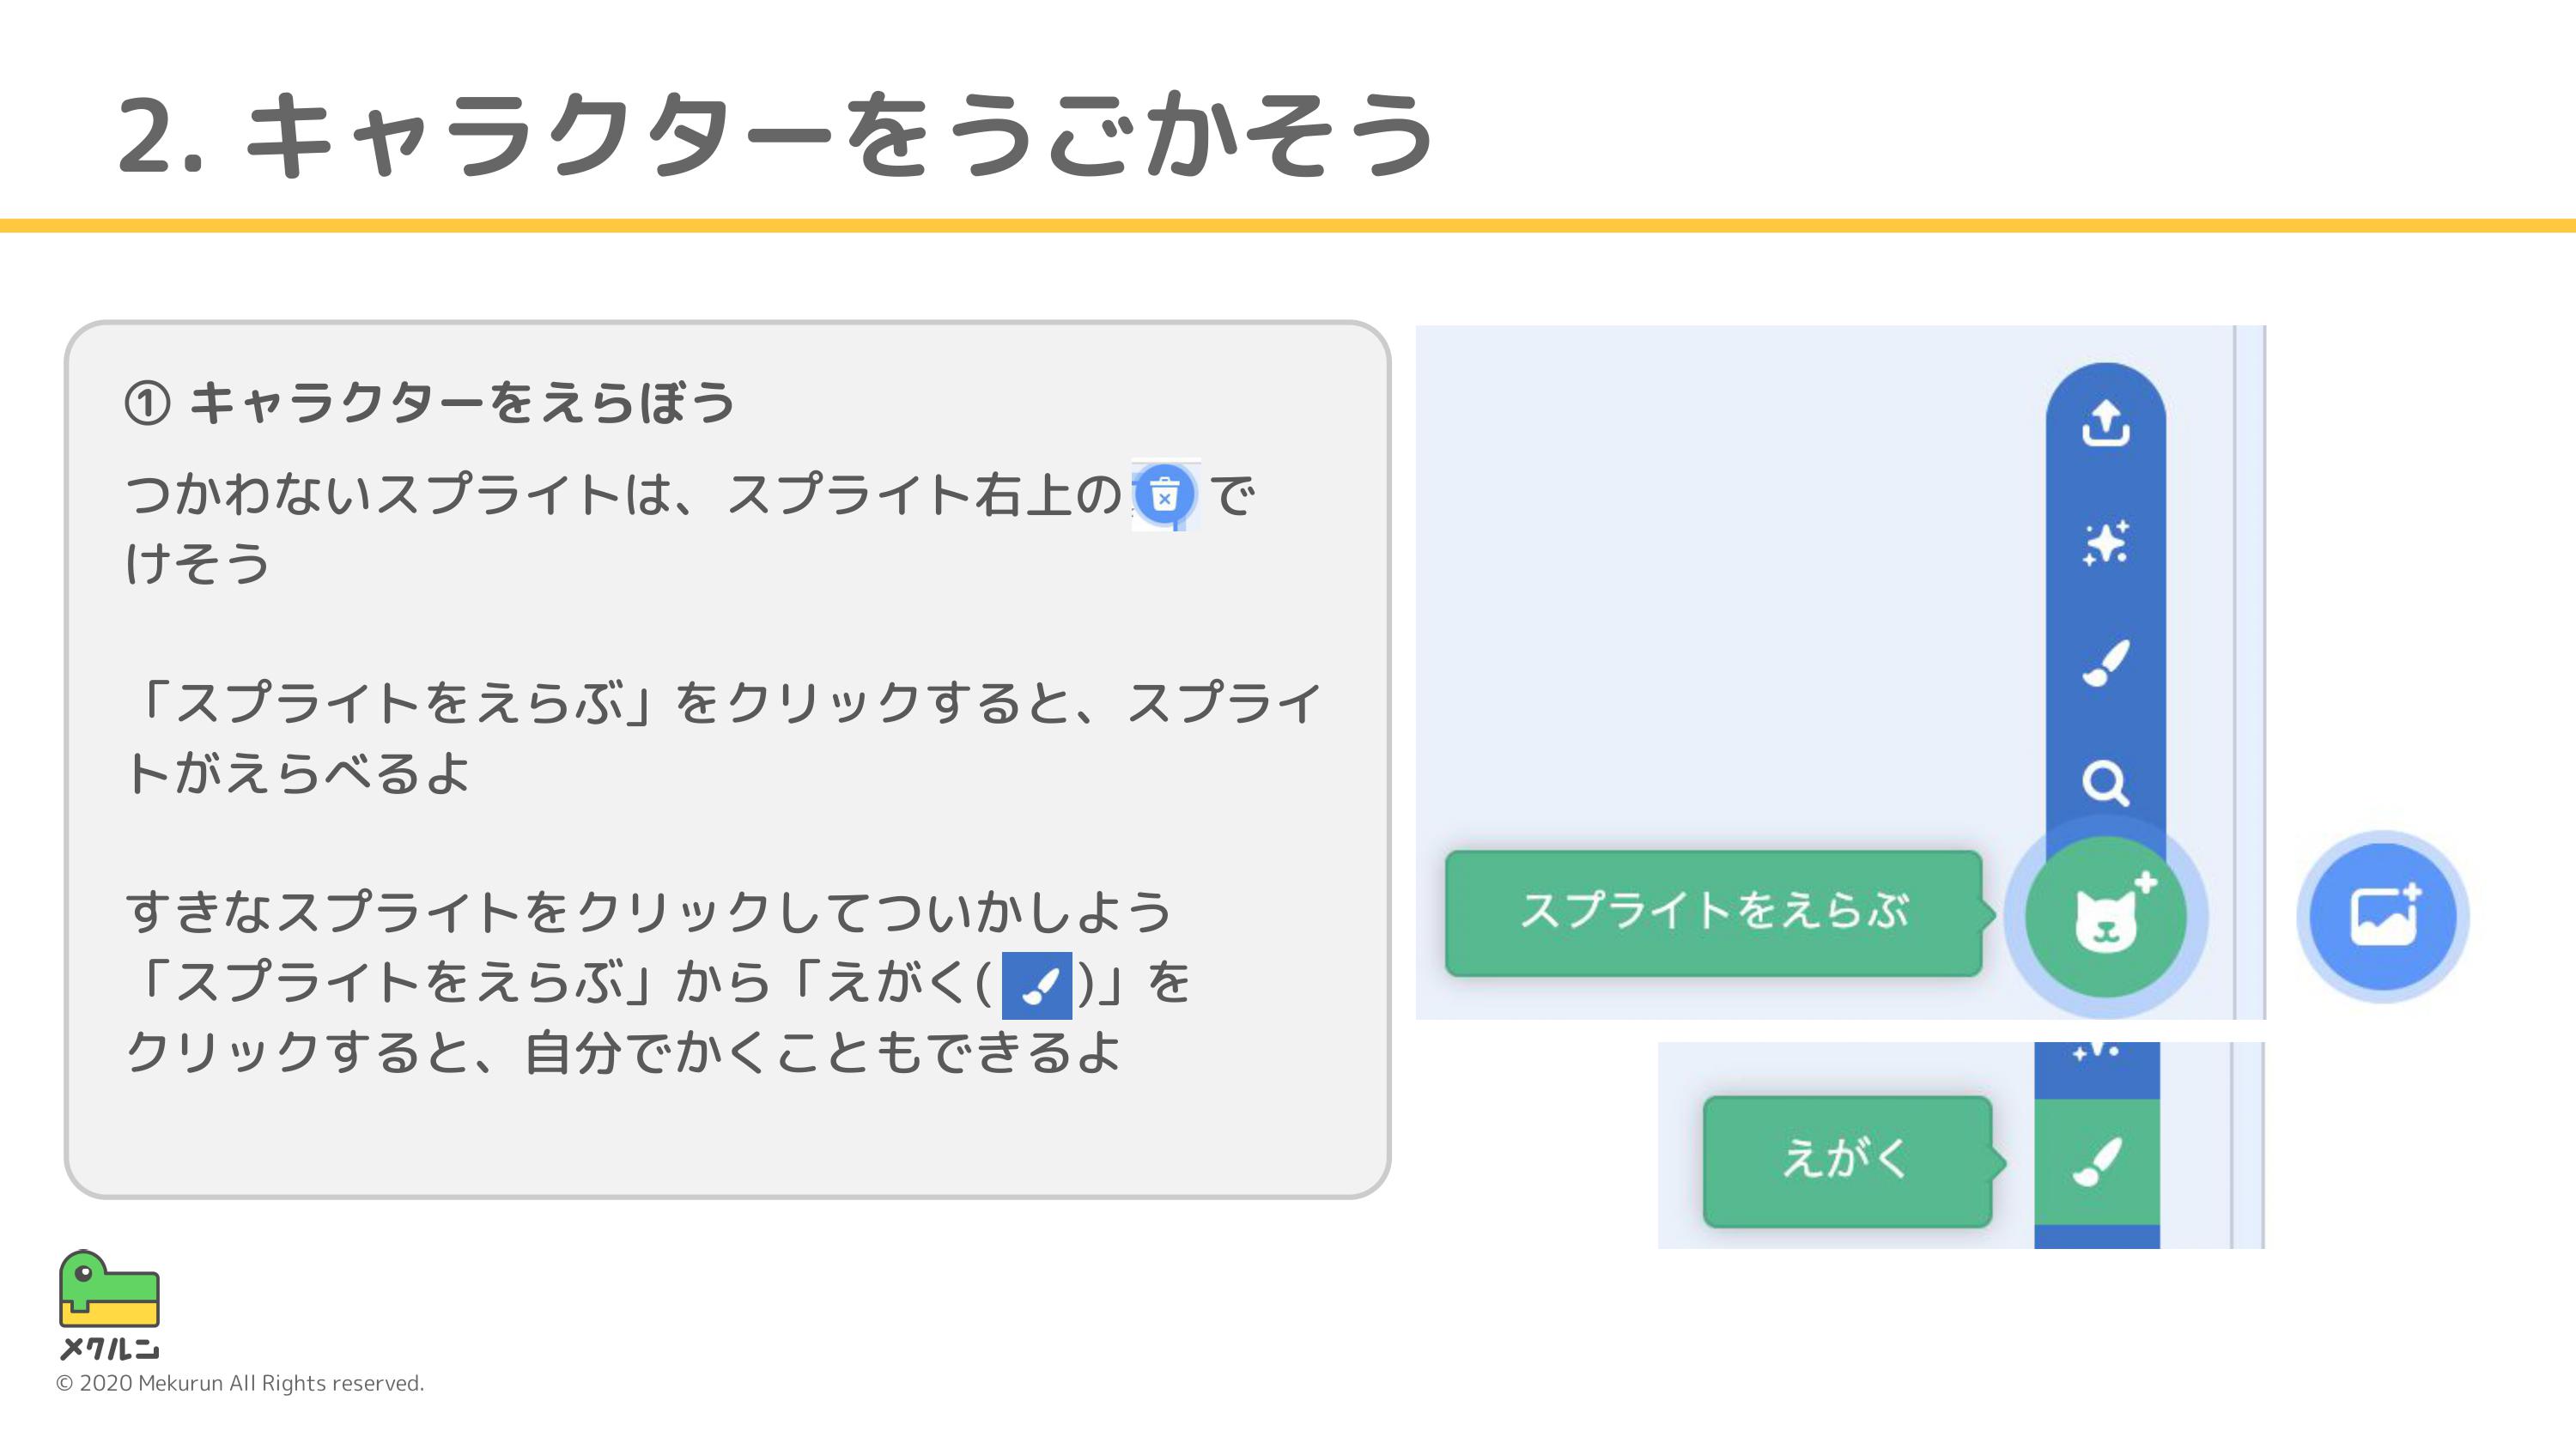 2. キャラクターをうごかそう
① キャラクターをえらぼう
つかわないスプライトは、スプライト右上の で
けそう
「スプライトをえらぶ」をクリックすると、スプライ
トがえらべるよ
すきなスプライトをクリックしてついかしよう
「スプライトをえらぶ」から「えがく( )」を
クリックすると、自分でかくこともできるよ
スプライトをえらぶ
えがく
メクルン
© 2020 Mekurun All Rights reserved.